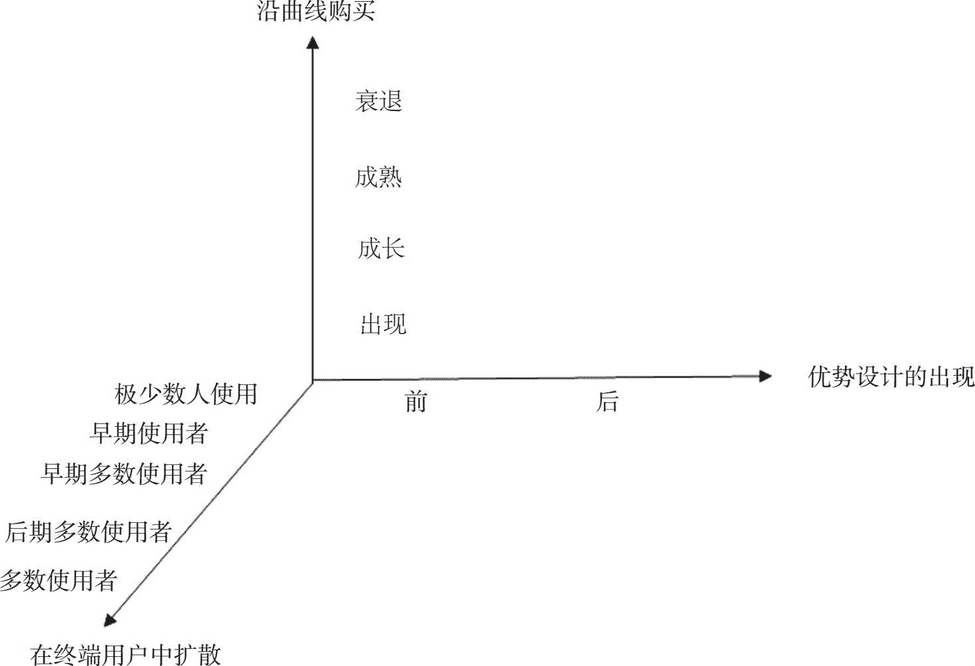 沿曲线购买
衰退
成熟
成长
出现
优势设计的出现
前
后
极少数人使用
早期使用者
早期多数使用者
后期多数使用者
多数使用者
在终端用户中扩散